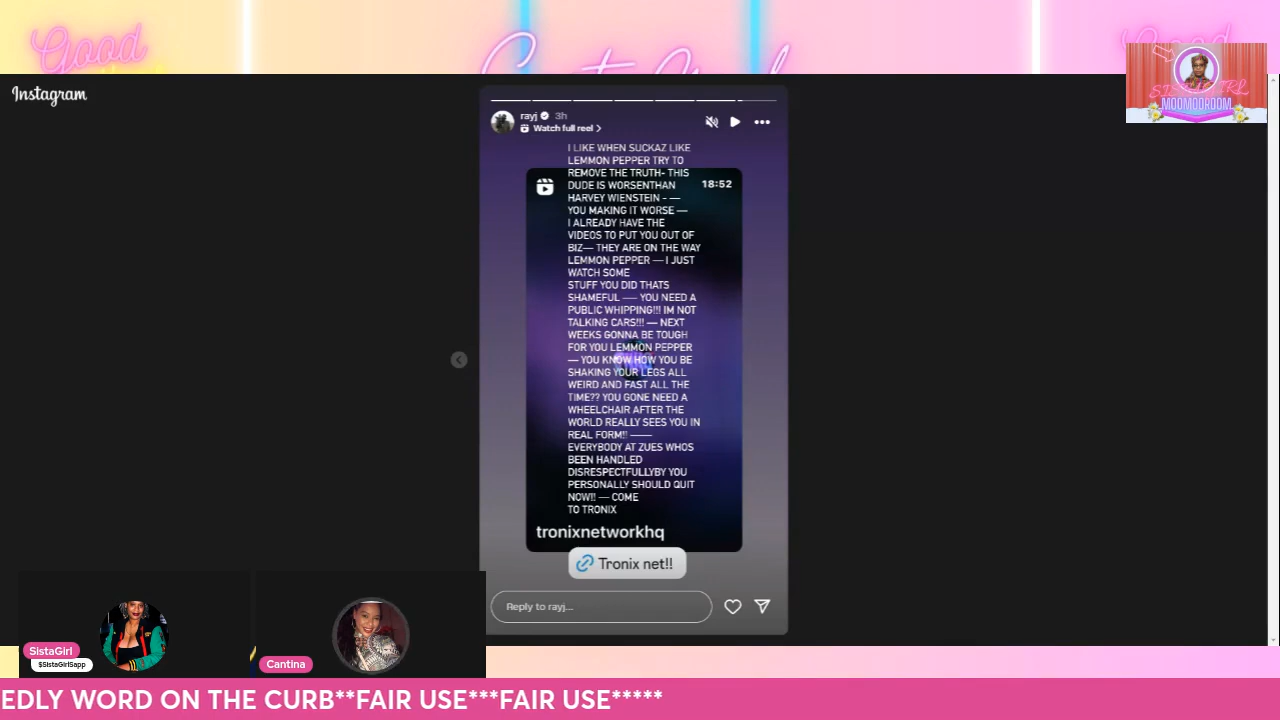 Good
Instagram
rayj 3h
Watch full reel
SISTAGIRL
MOOMOOROOM
I LIKE WHEN SUCKAZ LIKE
LEMMON PEPPER TRY TO
REMOVE THE TRUTH- THIS
DUDE IS WORSENTHAN
HARVEY WIENSTEIN - —
YOU MAKING IT WORSE —
I ALREADY HAVE THE
VIDEOS TO PUT YOU OUT OF
BIZ— THEY ARE ON THE WAY
LEMMON PEPPER — I JUST
WATCH SOME
STUFF YOU DID THATS
SHAMEFUL —– YOU NEED A
PUBLIC WHIPPING!!! IM NOT
TALKING CARS!!! — NEXT
WEEKS GONNA BE TOUGH
FOR YOU LEMMON PEPPER
— YOU KNOW HOW YOU BE
SHAKING YOUR LEGS ALL
WEIRD AND FAST ALL THE
TIME?? YOU GONE NEED A
WHEELCHAIR AFTER THE
WORLD REALLY SEES YOU IN
REAL FORM!! ——
EVERYBODY AT ZUES WHOS
BEEN HANDLED
DISRESPECTFULLYBY YOU
PERSONALLY SHOULD QUIT
NOW!! — COME
TO TRONIX
18:52
tronixnetworkhq
Tronix net!!
Reply to rayj...
SistaGirl
$SistaGirlSapp
Cantina
EDLY WORD ON THE CURB**FAIR USE***FAIR USE*****